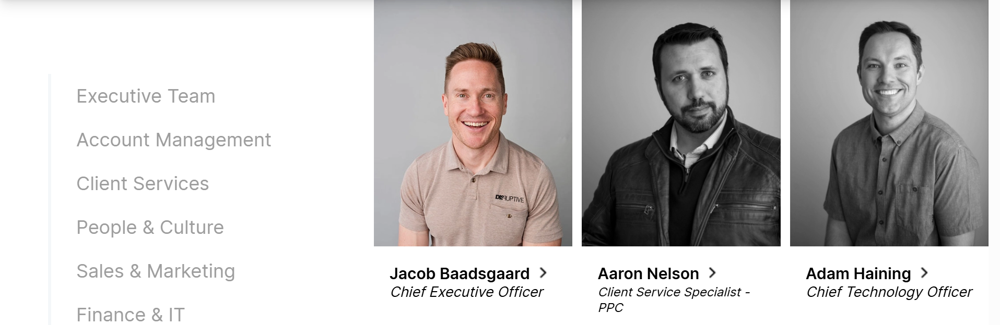 Executive Team
Account Management
Client Services
People & Culture
Sales & Marketing
Finance & IT
DISRUPTIVE
Jacob Baadsgaard
Chief Executive Officer
Aaron Nelson
Client Service Specialist -
PPC
Adam Haining
Chief Technology Officer